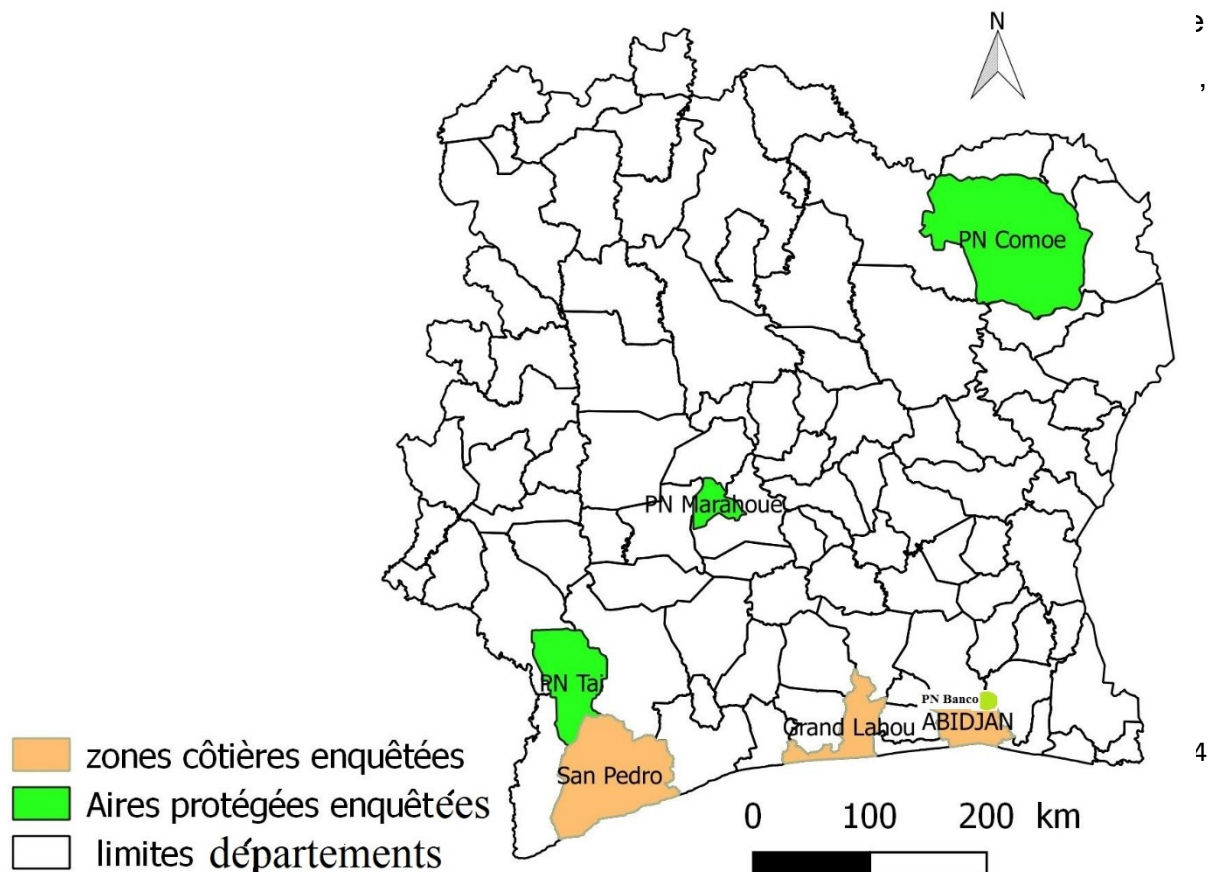 N
e
,
PN Comoe
PN Marahoue
PN Tai
PN Banco
Grand Lahou
ABIDJAN
San Pedro
4
zones côtières enquêtées
Aires protégées enquêtées
limites départements
0 100 200 km